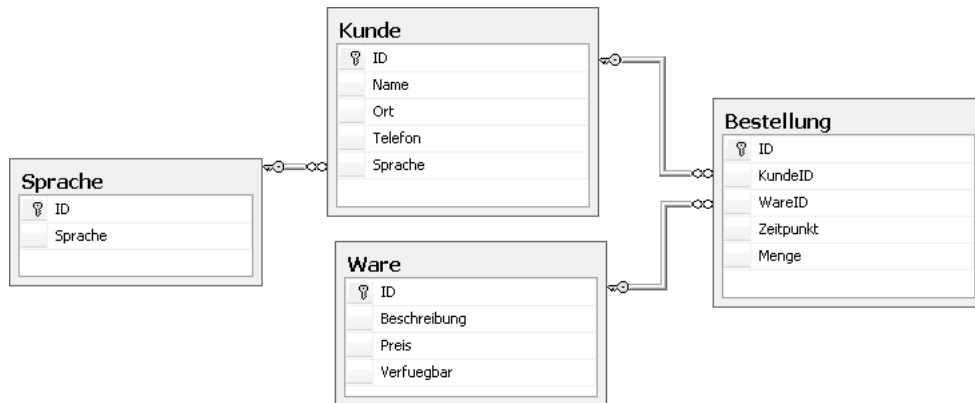 Kunde
ID
Name
Ort
Telefon
Sprache
Sprache
ID
Sprache
Ware
ID
Beschreibung
Preis
Verfuegbar
Bestellung
ID
KundeID
WareID
Zeitpunkt
Menge